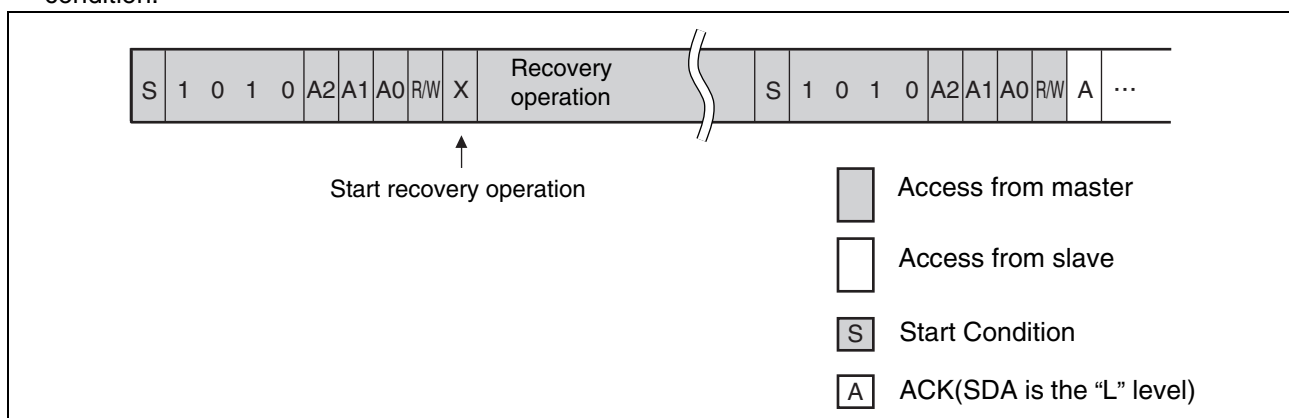 condition.
S 1 0 1 0 A2 A1 A0 R/W X Recovery operation S 1 0 1 0 A2 A1 A0 R/W A ...
Start recovery operation
Access from master
Access from slave
S Start Condition
A ACK(SDA is the “L” level)